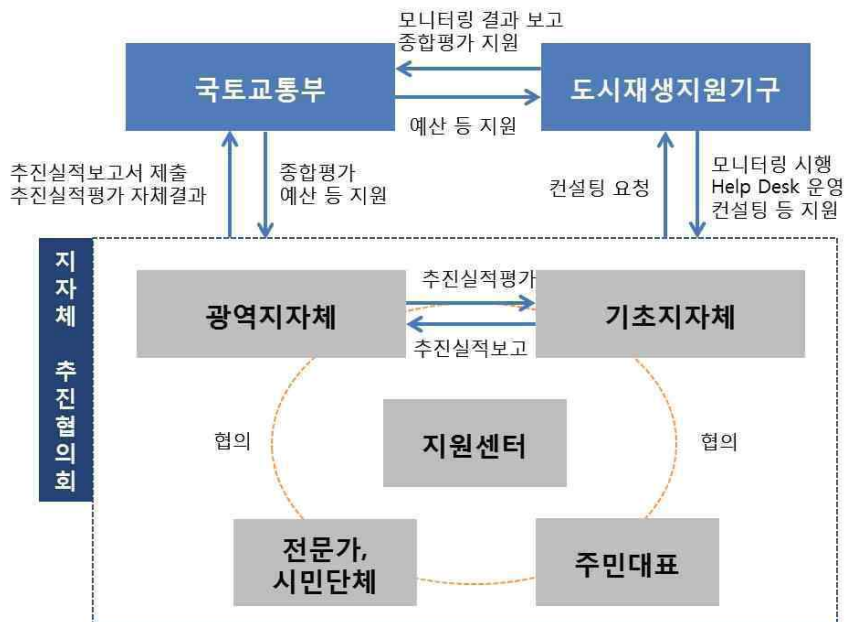 모니터링 결과 보고
종합평가 지원
국토교통부
도시재생지원기구
예산 등 지원
추진실적보고서 제출
추진실적평가 자체결과
종합평가
예산 등 지원
컨설팅 요청
모니터링 시행
Help Desk 운영
컨설팅 등 지원
지자체 추진협의회
광역지자체
추진실적평가
기초지자체
추진실적보고
협의
지원센터
협의
전문가,
시민단체
주민대표